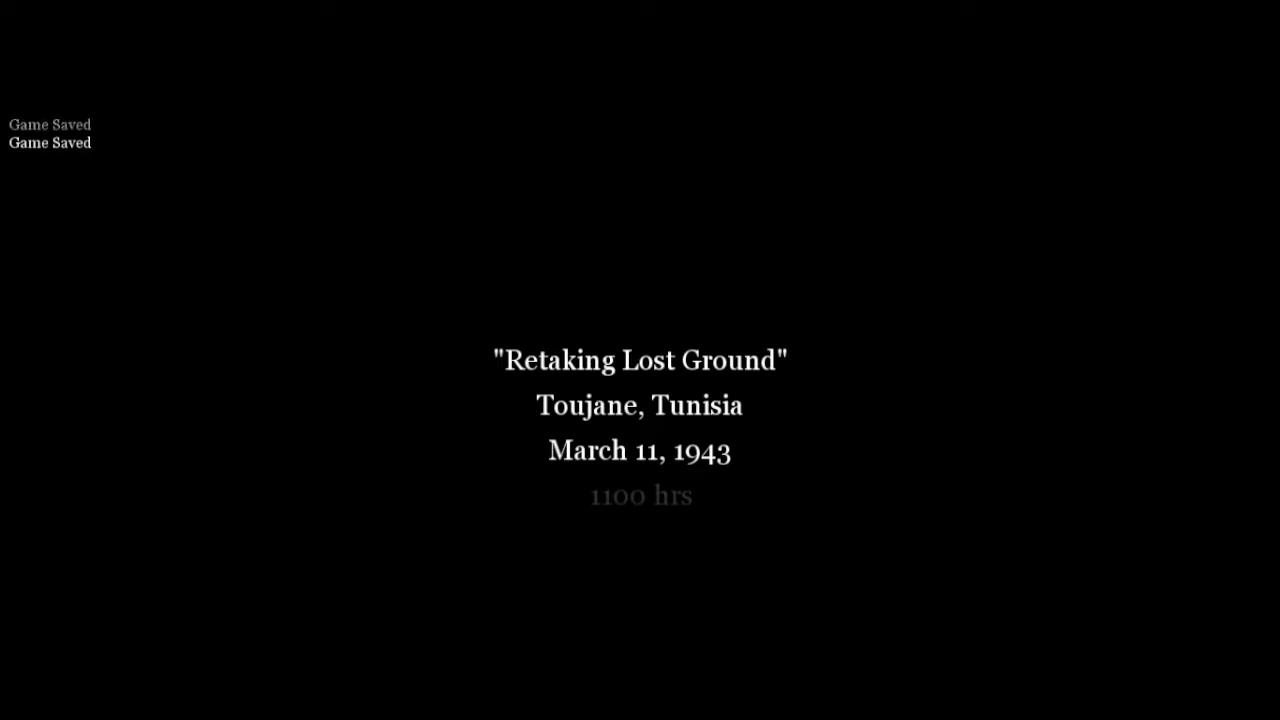 Game Saved
Game Saved
"Retaking Lost Ground"
Toujane, Tunisia
March 11, 1943
1100 hrs